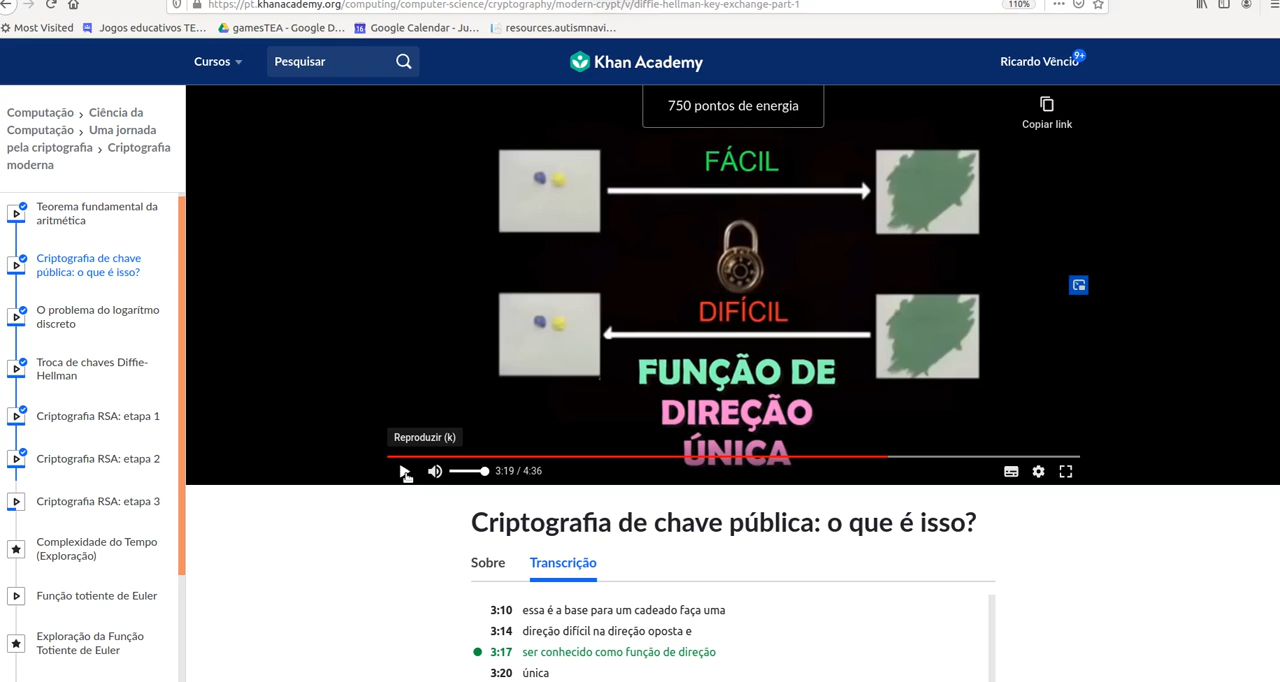 https://pt.khanacademy.org/computing/computer-science/cryptography/modern-crypt/v/diffie-hellman-key-exchange-part-1
110%
Most Visited
Jogos educativos TE...
gamesTEA - Google D...
16
Google Calendar - Ju...
resources.autismnavi...
Cursos
Pesquisar
Khan Academy
Ricardo Vêncio
9+
Computação > Ciência da
Computação > Uma jornada
pela criptografia > Criptografia
moderna
Teorema fundamental da
aritmética
Criptografia de chave
pública: o que é isso?
O problema do logarítmo
discreto
Troca de chaves Diffie-
Hellman
Criptografia RSA: etapa 1
Criptografia RSA: etapa 2
Criptografia RSA: etapa 3
Complexidade do Tempo
(Exploração)
Função totiente de Euler
Exploração da Função
Totiente de Euler
750 pontos de energia
Copiar link
FÁCIL
DIFÍCIL
FUNÇÃO DE
DIREÇÃO
ÚNICA
Reproduzir (k)
3:19 / 4:36
Criptografia de chave pública: o que é isso?
Sobre
Transcrição
3:10 essa é a base para um cadeado faça uma
3:14 direção difícil na direção oposta e
3:17 ser conhecido como função de direção
3:20 única